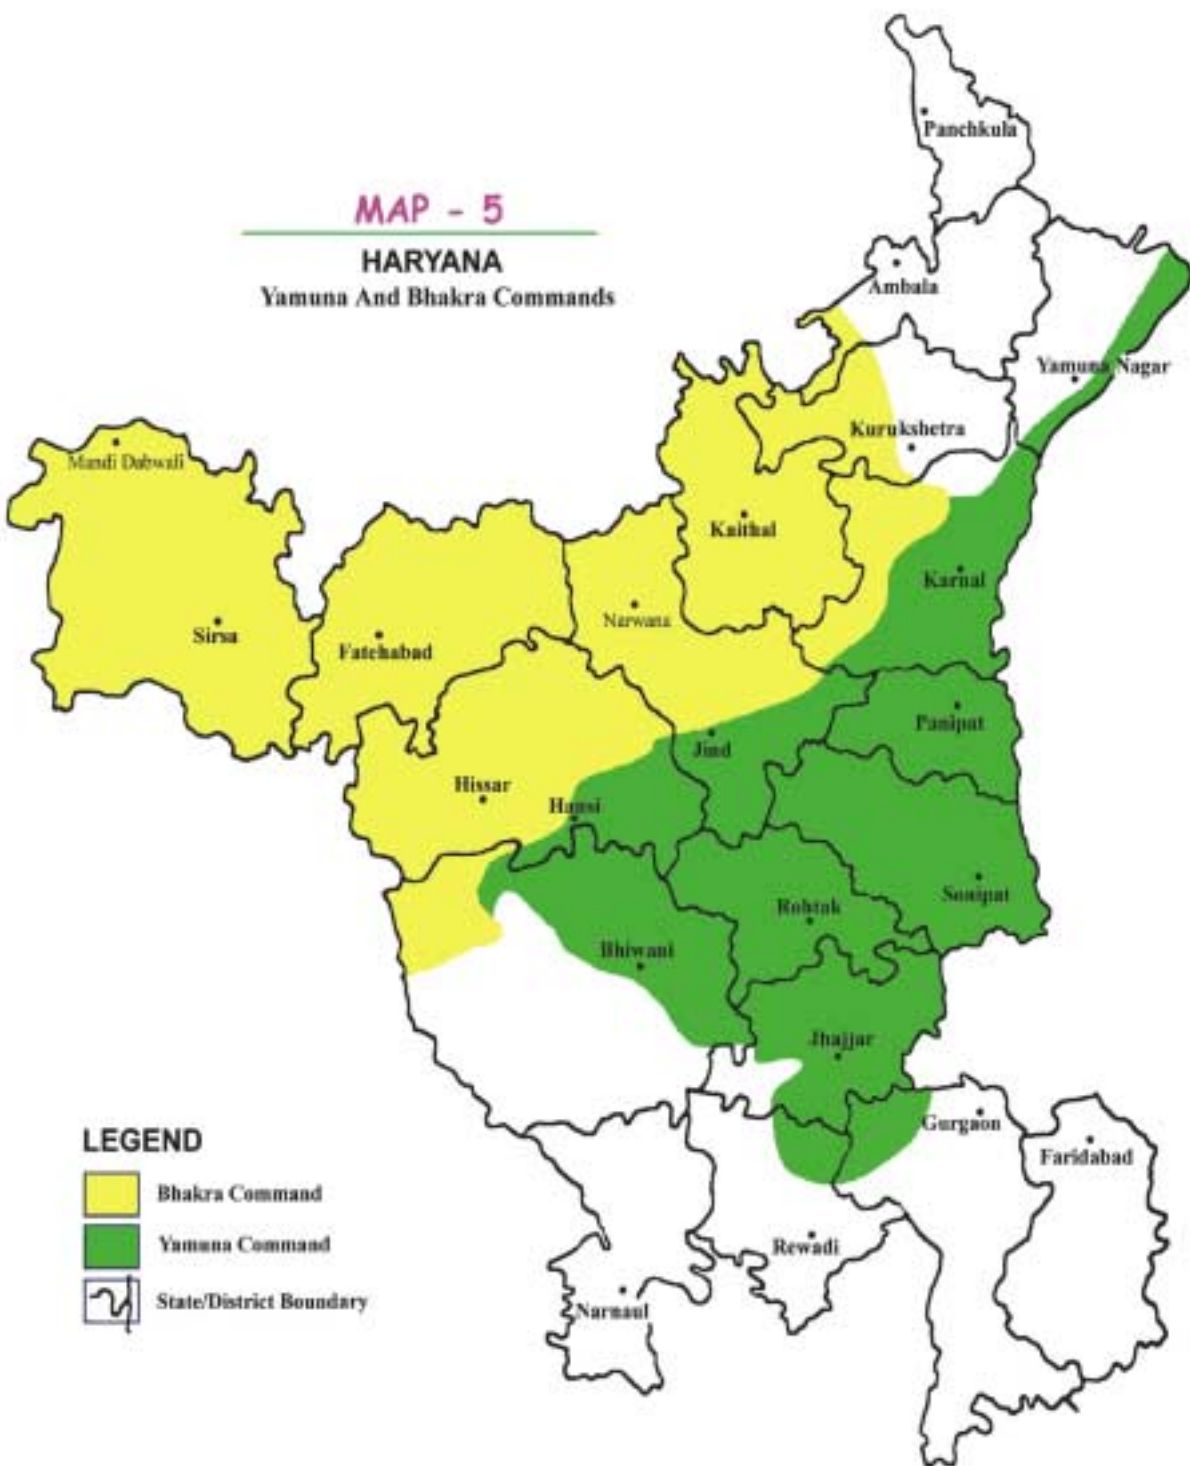 MAP - 5
HARYANA
Yamuna And Bhakra Commands
Panchkula
Ambala
Yamuna Nagar
Kurukshetra
Mandi Dabwali
Kaithal
Karnal
Sirsa
Fatehabad
Narwana
Panipat
Jind
Hissar
Hansi
Sonipat
Rohtak
Bhiwani
Jhajjar
Gurgaon
Faridabad
Rewadi
Narnaul
LEGEND
Bhakra Command
Yamuna Command
State/District Boundary